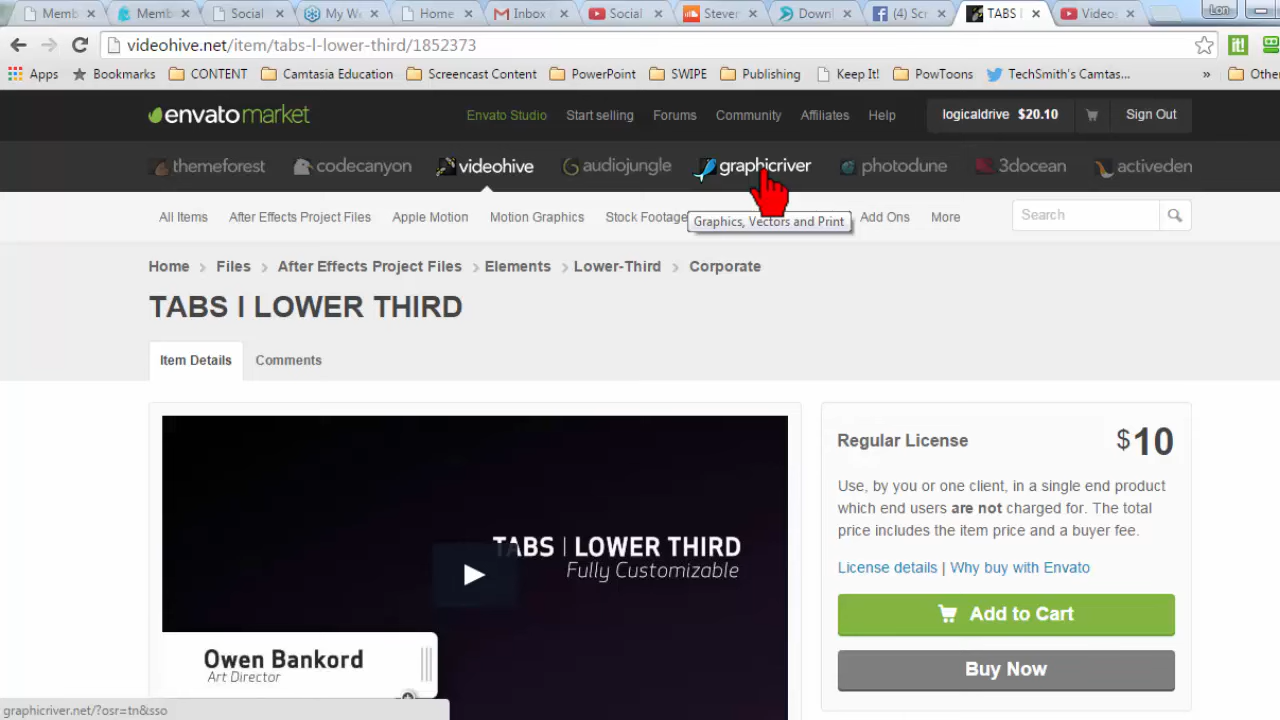 Memb
Memb
Social
My W
Home
Inbox
Social
Steve
Downl
(4) Sc
TABS |
Video
Lon
videohive.net/item/tabs-l-lower-third/1852373
it!
Apps
Bookmarks
CONTENT
Camtasia Education
Screencast Content
PowerPoint
SWIPE
Publishing
Keep It!
PowToons
TechSmith's Camtas...
»
Other
envatomarket
Envato Studio
Start selling
Forums
Community
Affiliates
Help
logicaldrive $20.10
Sign Out
themeforest
codecanyon
videohive
audiojungle
graphicriver
photodune
3docean
activeden
All Items
After Effects Project Files
Apple Motion
Motion Graphics
Stock Footage
Add Ons
More
Search
Graphics, Vectors and Print
Home > Files > After Effects Project Files > Elements > Lower-Third > Corporate
TABS I LOWER THIRD
Item Details
Comments
TABS | LOWER THIRD
Fully Customizable
Owen Bankord
Art Director
Regular License
$10
Use, by you or one client, in a single end product
which end users are not charged for. The total
price includes the item price and a buyer fee.
License details | Why buy with Envato
Add to Cart
Buy Now
graphicriver.net/?osr=tn&sso